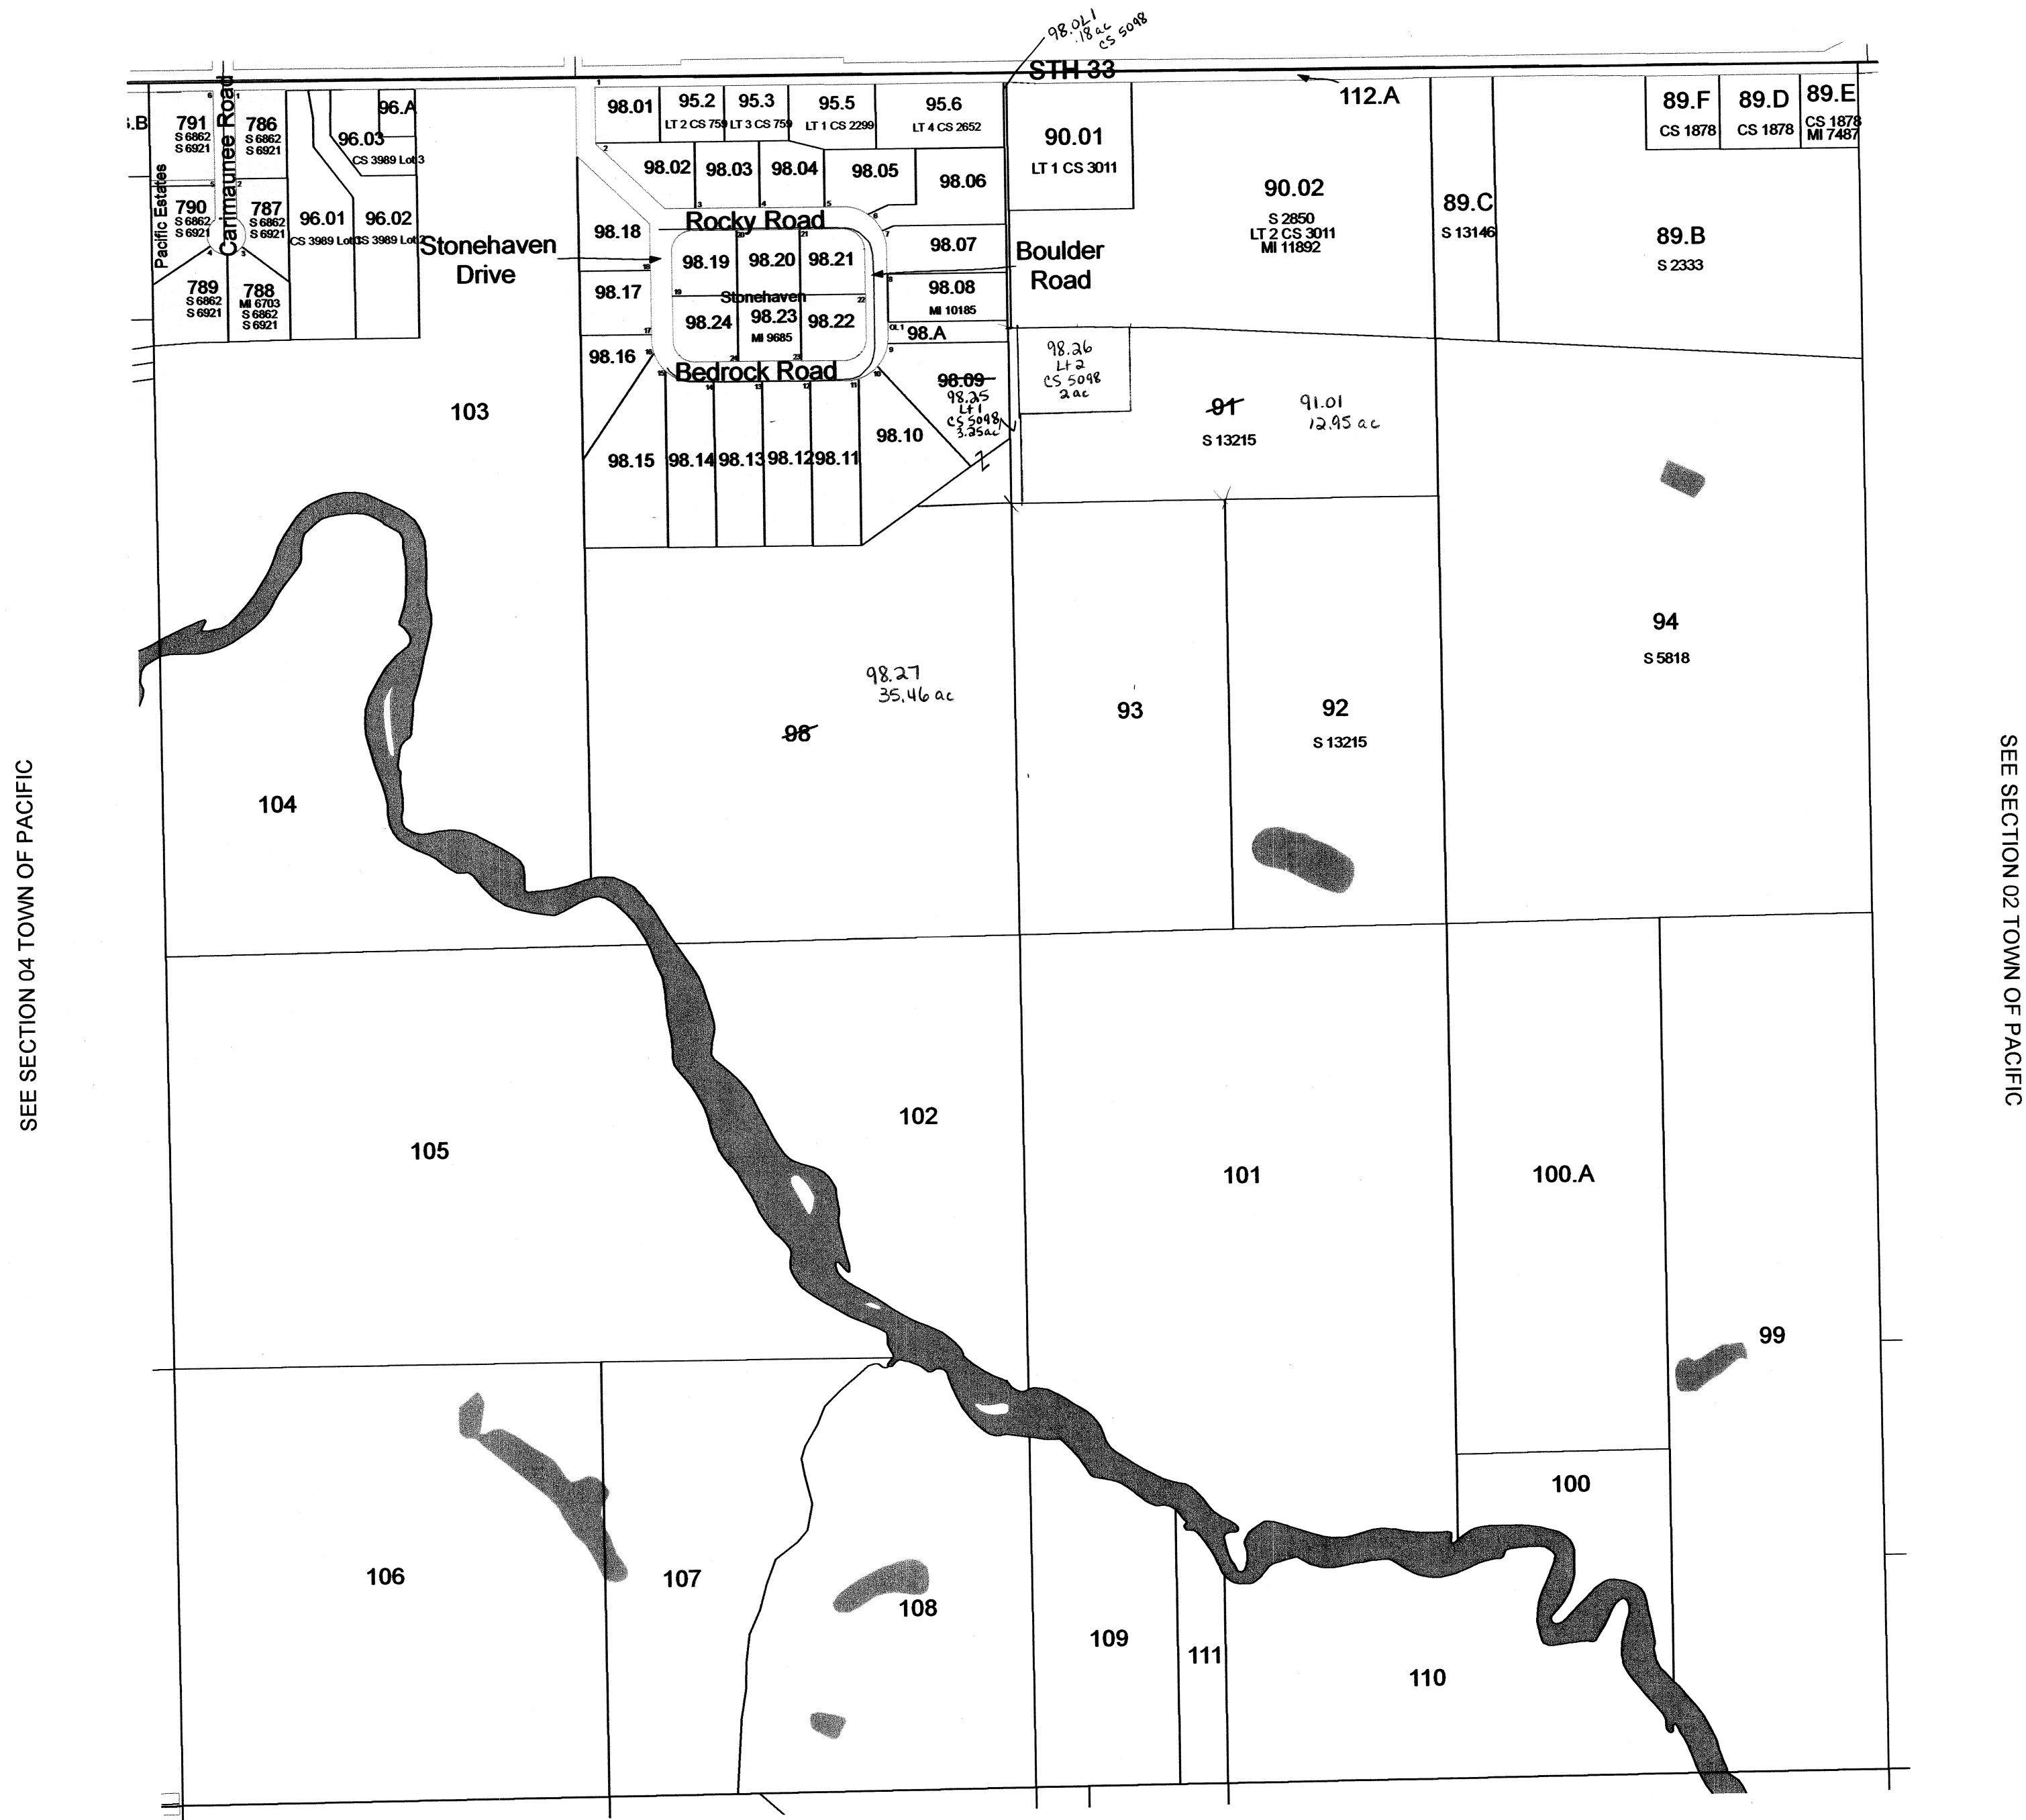 98.0L1
.18 ac
CS 5098
STH 33
112.A
Carimaunee Road
Pacific Estates
791
S 6862
S 6921
786
S 6862
S 6921
790
S 6862
S 6921
787
S 6862
S 6921
789
S 6862
S 6921
788
MI 6703
S 6862
S 6921
96.A
96.03
CS 3989 Lot 3
96.01
96.02
Stonehaven
Drive
98.01
95.2
LT 2 CS 759
95.3
LT 3 CS 759
95.5
LT 1 CS 2299
95.6
LT 4 CS 2652
98.02
98.03
98.04
98.05
98.06
98.18
Rocky Road
98.07
98.19
98.20
98.21
Boulder
Road
98.17
Stonehaven
98.08
MI 10185
98.24
98.23
MI 9685
98.22
OL 1
98.A
98.16
Bedrock Road
98.09
98.25
Lt 1
CS 5098
3.25ac
98.10
98.15
98.14
98.13
98.12
98.11
90.01
LT 1 CS 3011
90.02
S 2850
LT 2 CS 3011
MI 11892
89.C
S 13146
89.B
S 2333
89.F
CS 1878
89.D
CS 1878
89.E
CS 1878
MI 7487
98.26
Lt 2
CS 5098
2 ac
91
S 13215
91.01
12.95 ac
103
94
S 5818
98.27
35.46 ac
98
93
92
S 13215
104
SEE SECTION 04 TOWN OF PACIFIC
SEE SECTION 02 TOWN OF PACIFIC
105
102
101
100.A
99
100
106
107
108
109
111
110